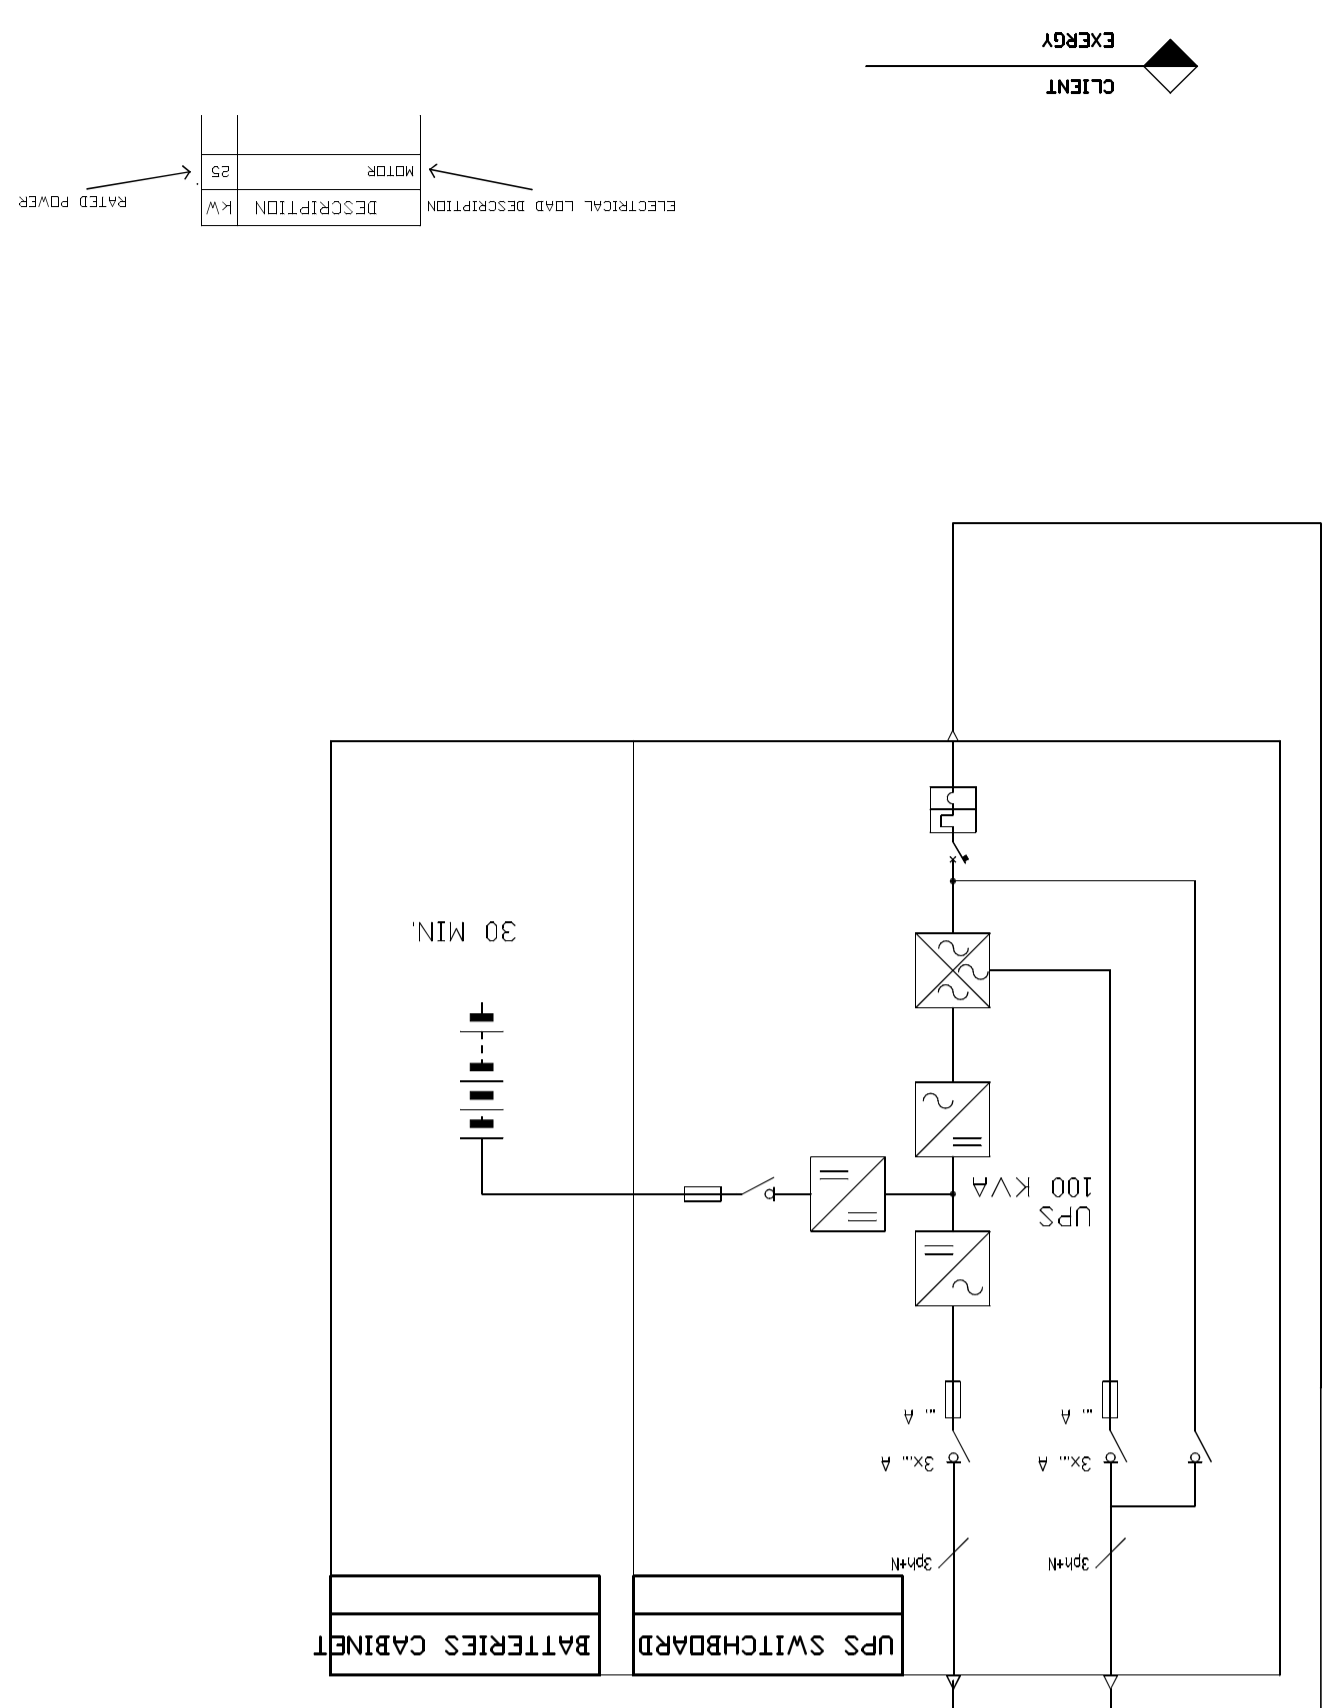 UPS SWITCHBOARD
BATTERIES CABINET
3ph+N
3ph+N
3x... A
3x... A
... A
... A
UPS
100 KVA
30 MIN.
ELECTRICAL LOAD DESCRIPTION
DESCRIPTION
kW
RATED POWER
MOTOR
25
CLIENT
EXERGY